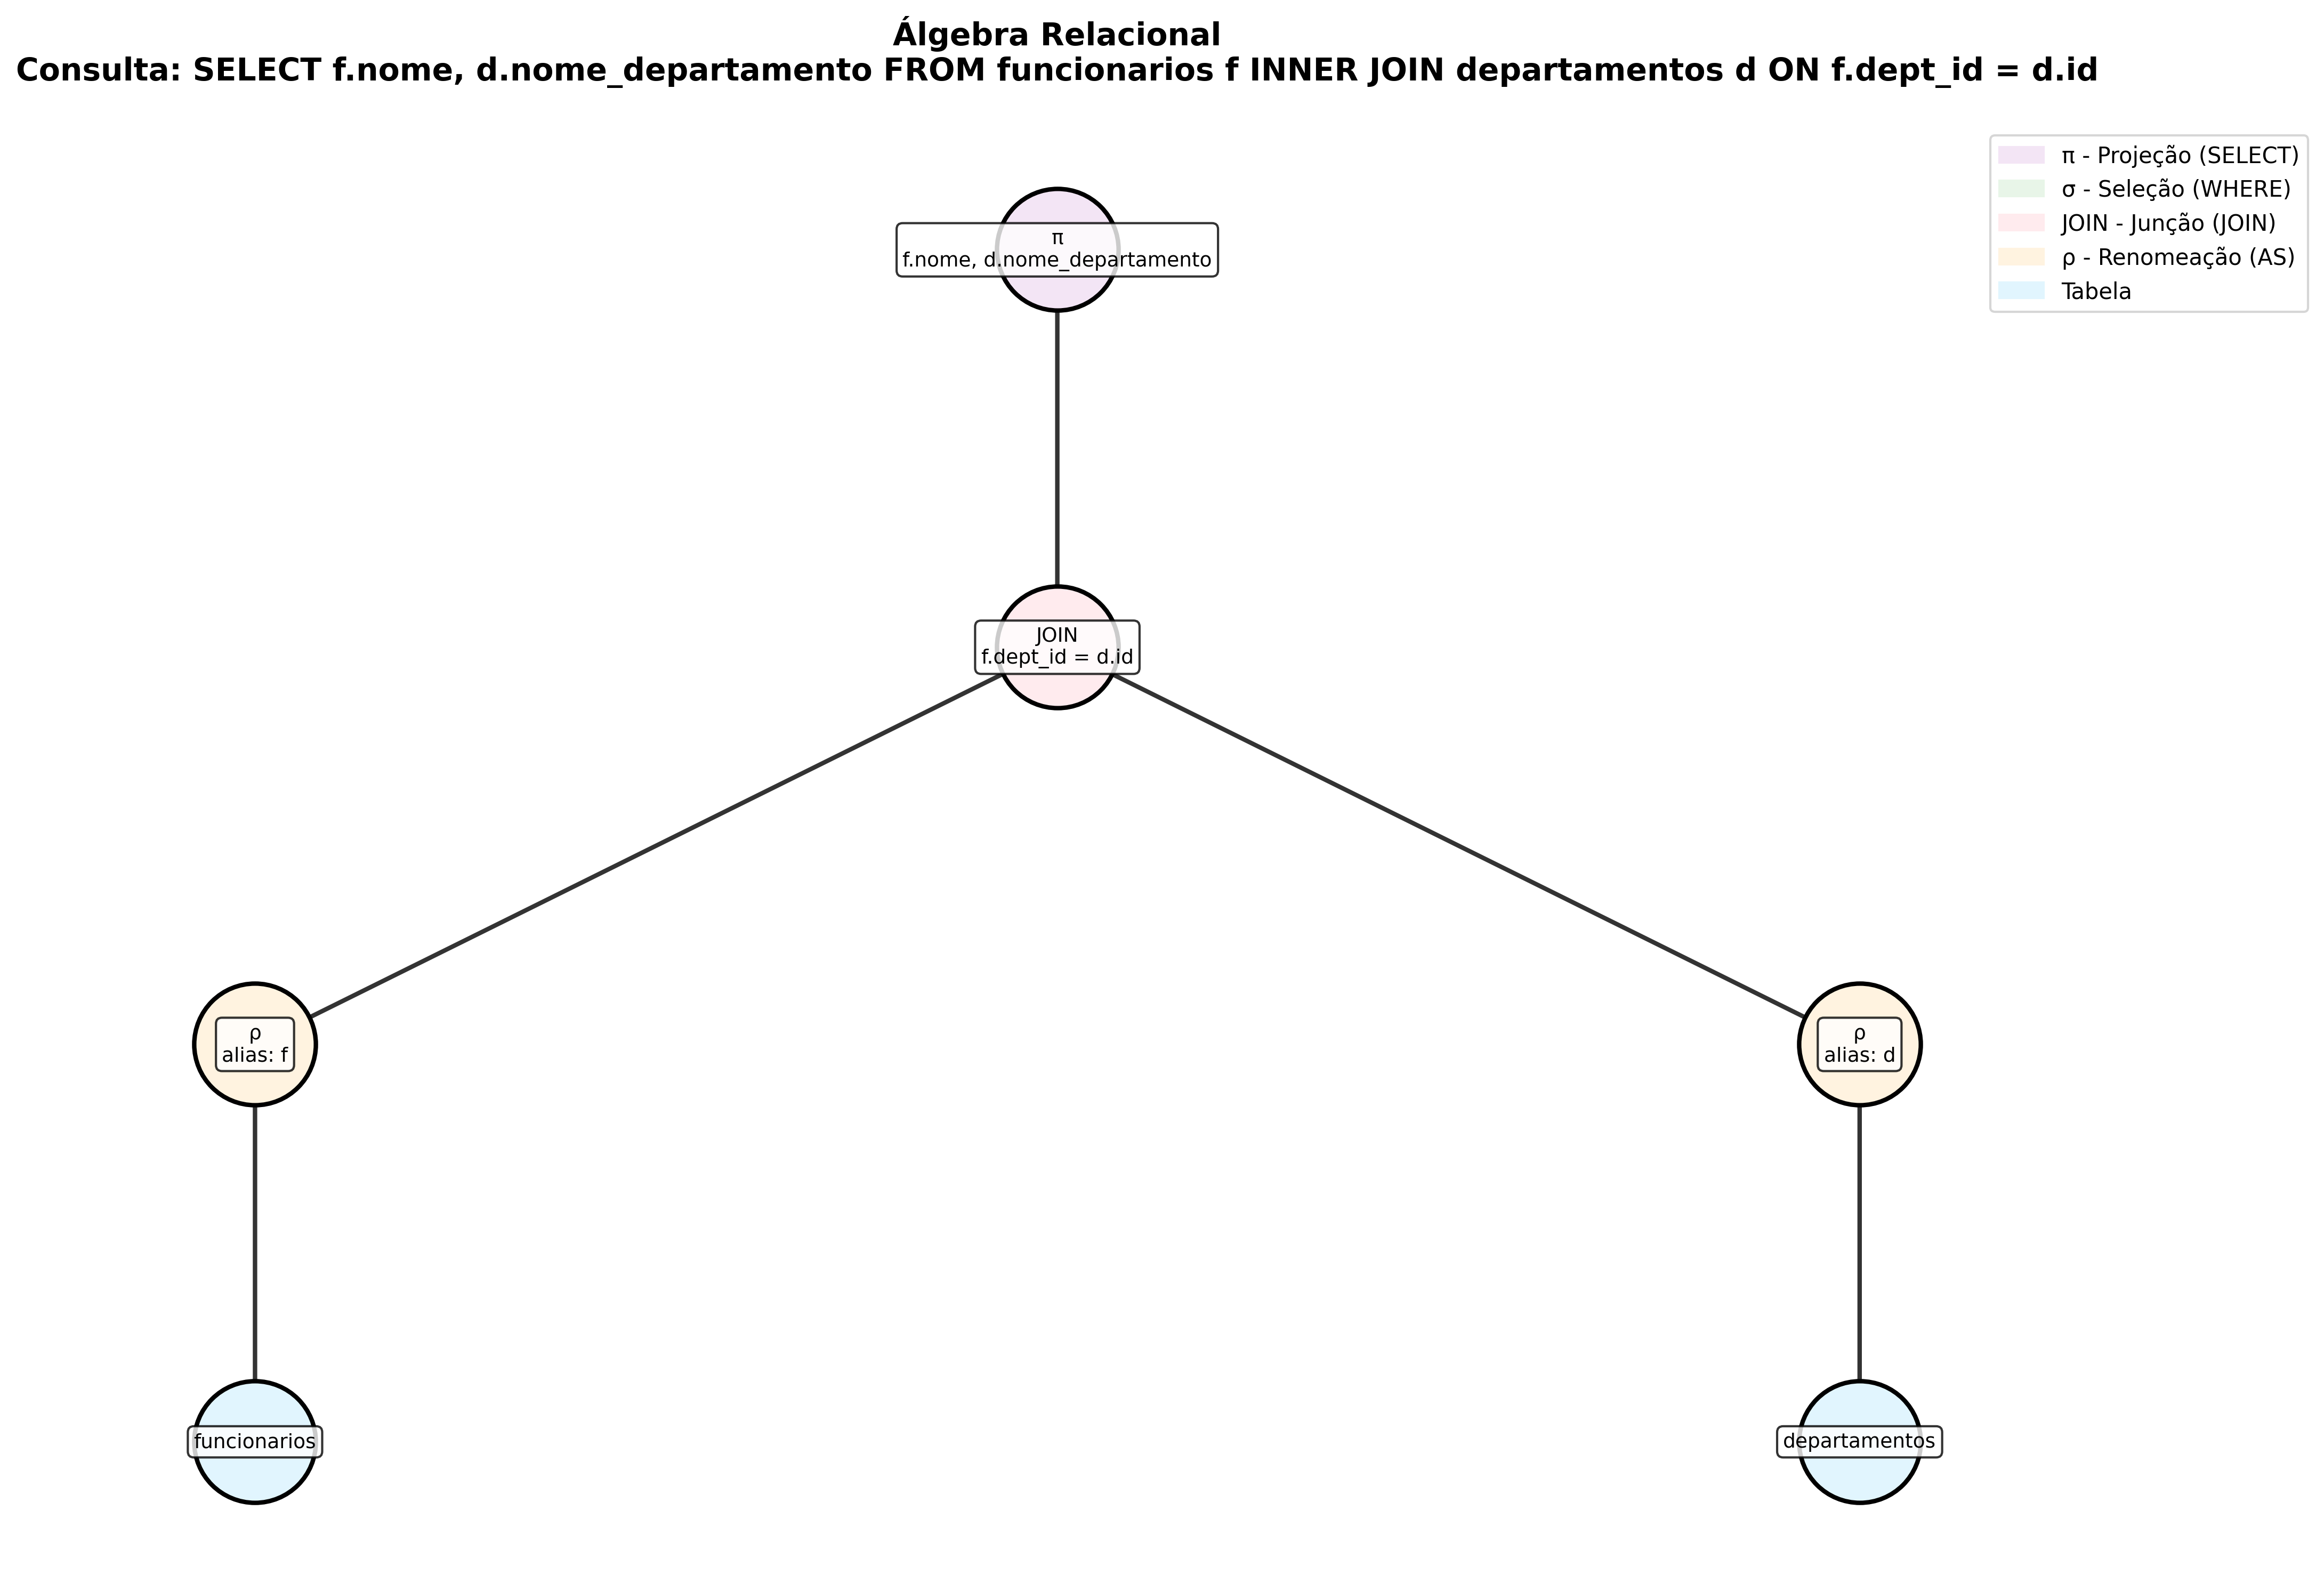 Álgebra Relacional
Consulta: SELECT f.nome, d.nome_departamento FROM funcionarios f INNER JOIN departamentos d ON f.dept_id = d.id
π - Projeção (SELECT)
σ - Seleção (WHERE)
JOIN - Junção (JOIN)
ρ - Renomeação (AS)
Tabela
π
f.nome, d.nome_departamento
JOIN
f.dept_id = d.id
ρ
alias: f
ρ
alias: d
funcionarios
departamentos